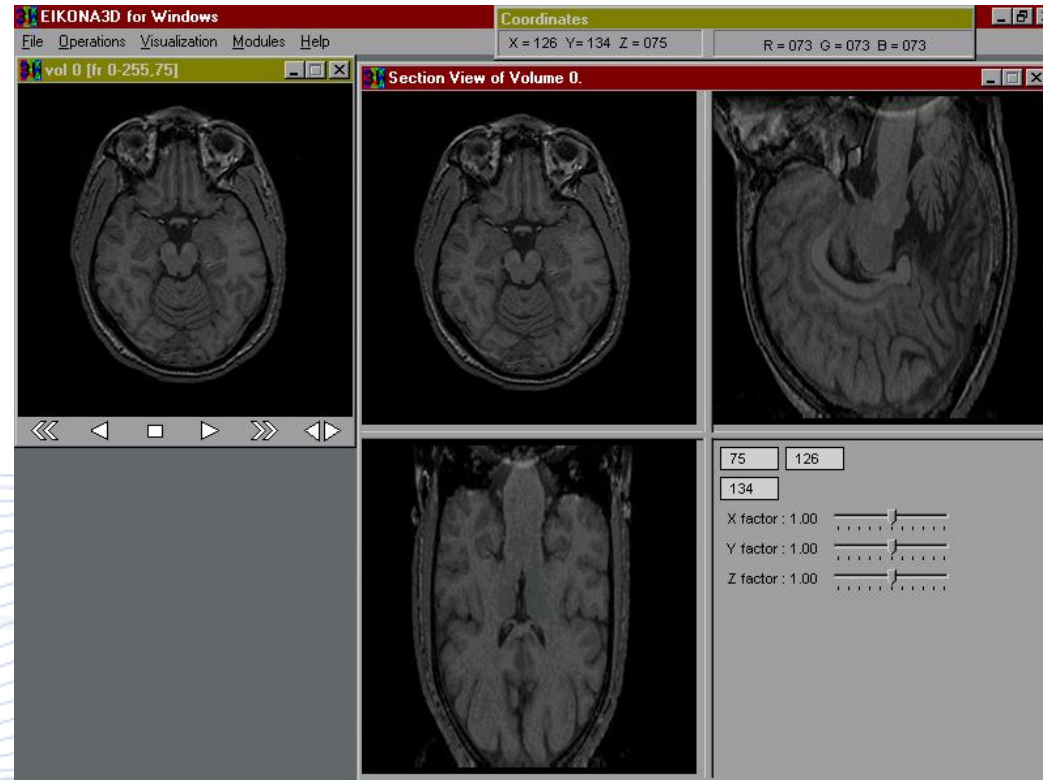 EIKONA3D for Windows
Coordinates
File Operations Visualization Modules Help
X = 126 Y= 134 Z = 075
R = 073 G = 073 B = 073
vol 0 [fr 0-255,75]
Section View of Volume 0.
75 126
134
X factor : 1.00
Y factor : 1.00
Z factor : 1.00